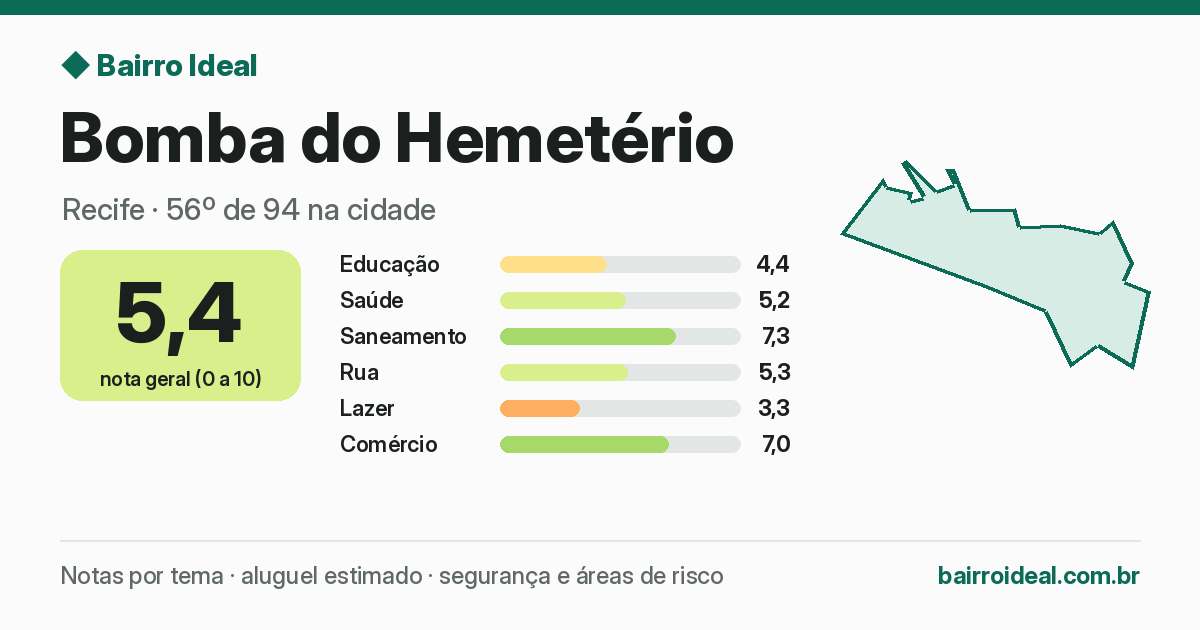 Bairro Ideal
Bomba do Hemetério
Recife · 56º de 94 na cidade
5,4
nota geral (0 a 10)
Educação 4,4
Saúde 5,2
Saneamento 7,3
Rua 5,3
Lazer 3,3
Comércio 7,0
Notas por tema · aluguel estimado · segurança e áreas de risco
bairroideal.com.br